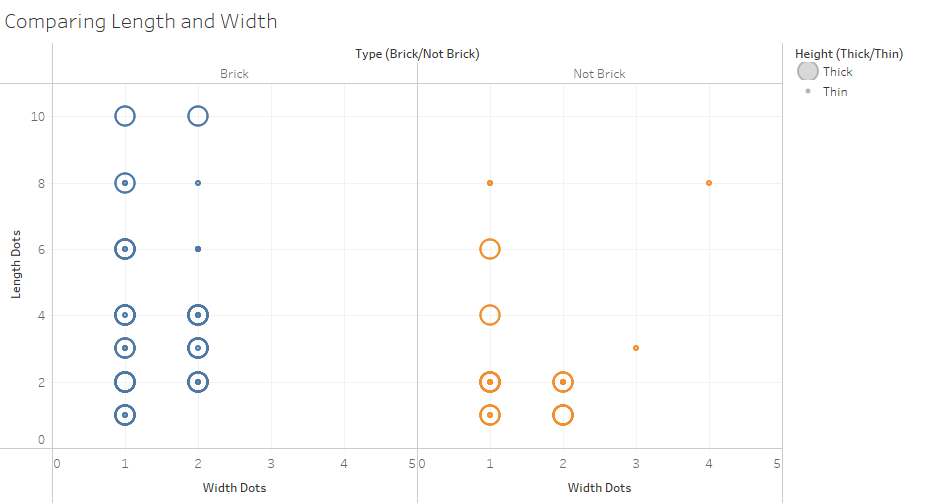 Comparing Length and Width
Type (Brick/Not Brick)
Height (Thick/Thin)
Thick
Thin
Brick
Not Brick
10
8
6
4
2
0
Length Dots
0 1 2 3 4 5
0 1 2 3 4 5
Width Dots
Width Dots